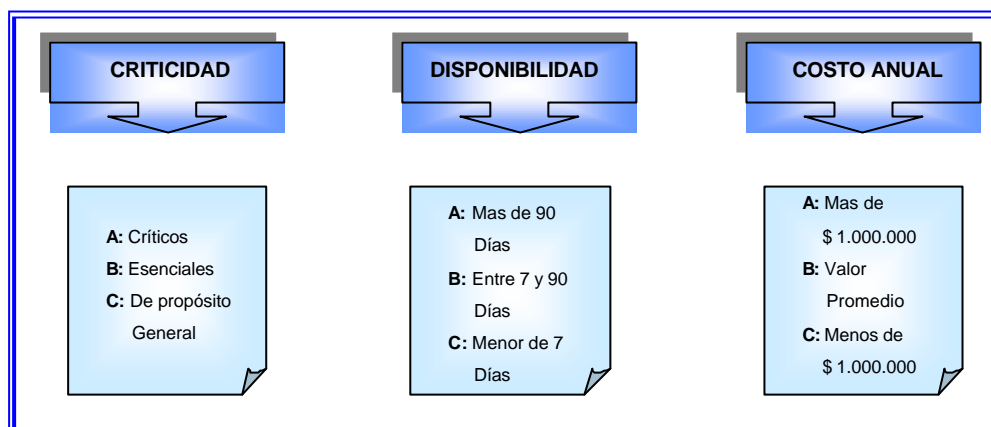 CRITICIDAD
A: Críticos
B: Esenciales
C: De propósito
General
DISPONIBILIDAD
A: Mas de 90
Días
B: Entre 7 y 90
Días
C: Menor de 7
Días
COSTO ANUAL
A: Mas de
$ 1.000.000
B: Valor
Promedio
C: Menos de
$ 1.000.000